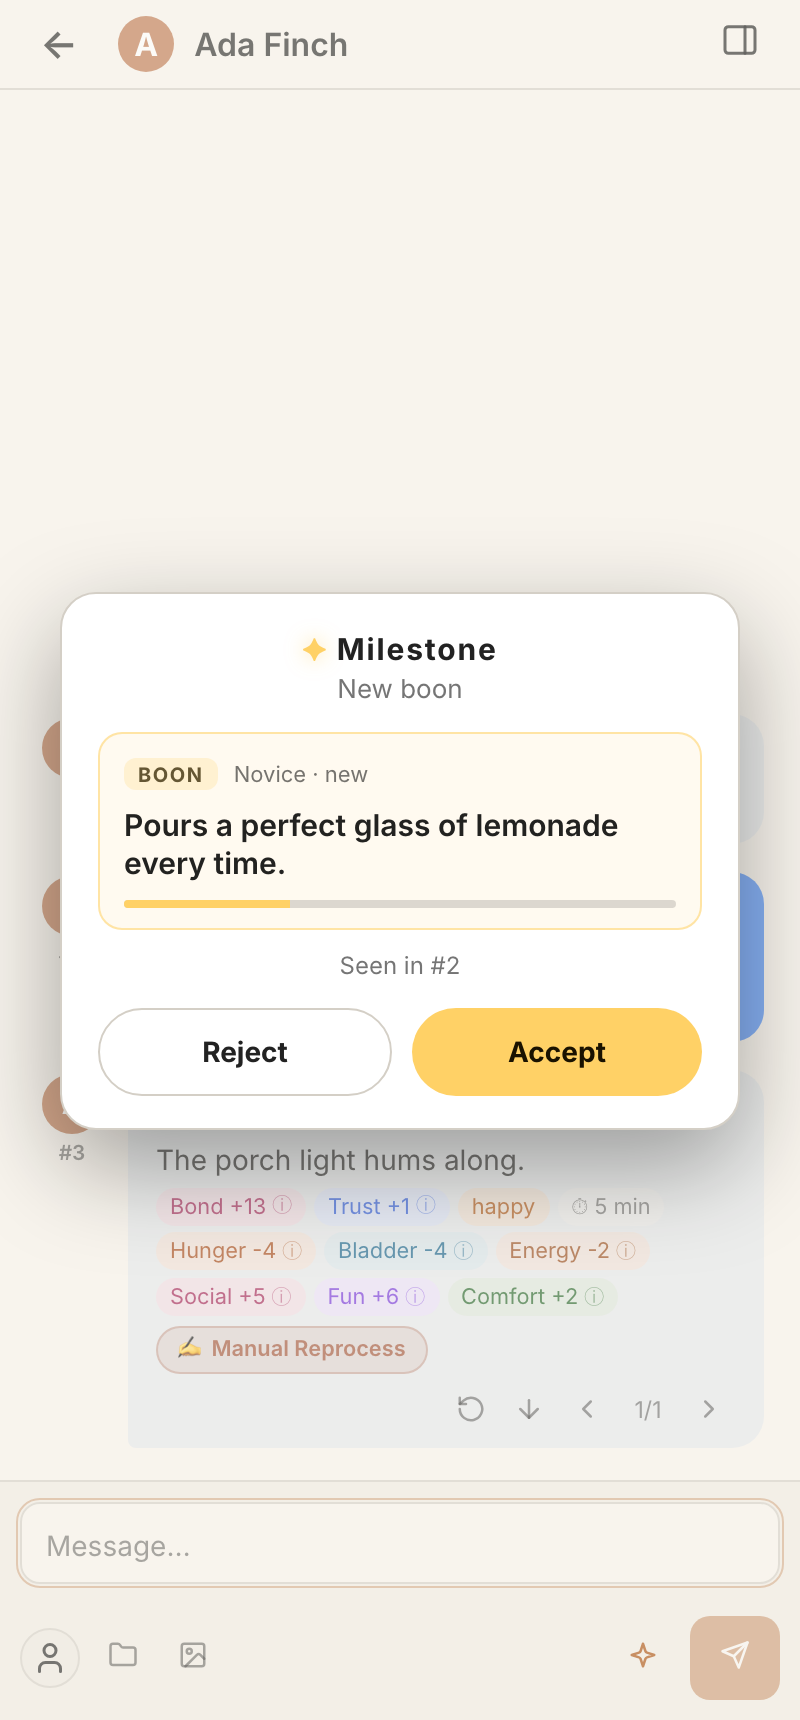 A Ada Finch
Milestone
New boon
BOON Novice · new
Pours a perfect glass of lemonade
every time.
Seen in #2
Reject Accept
#3
The porch light hums along.
Bond +13 ⓘ Trust +1 ⓘ happy ⏱ 5 min
Hunger -4 ⓘ Bladder -4 ⓘ Energy -2 ⓘ
Social +5 ⓘ Fun +6 ⓘ Comfort +2 ⓘ
✍️ Manual Reprocess
1/1
Message...